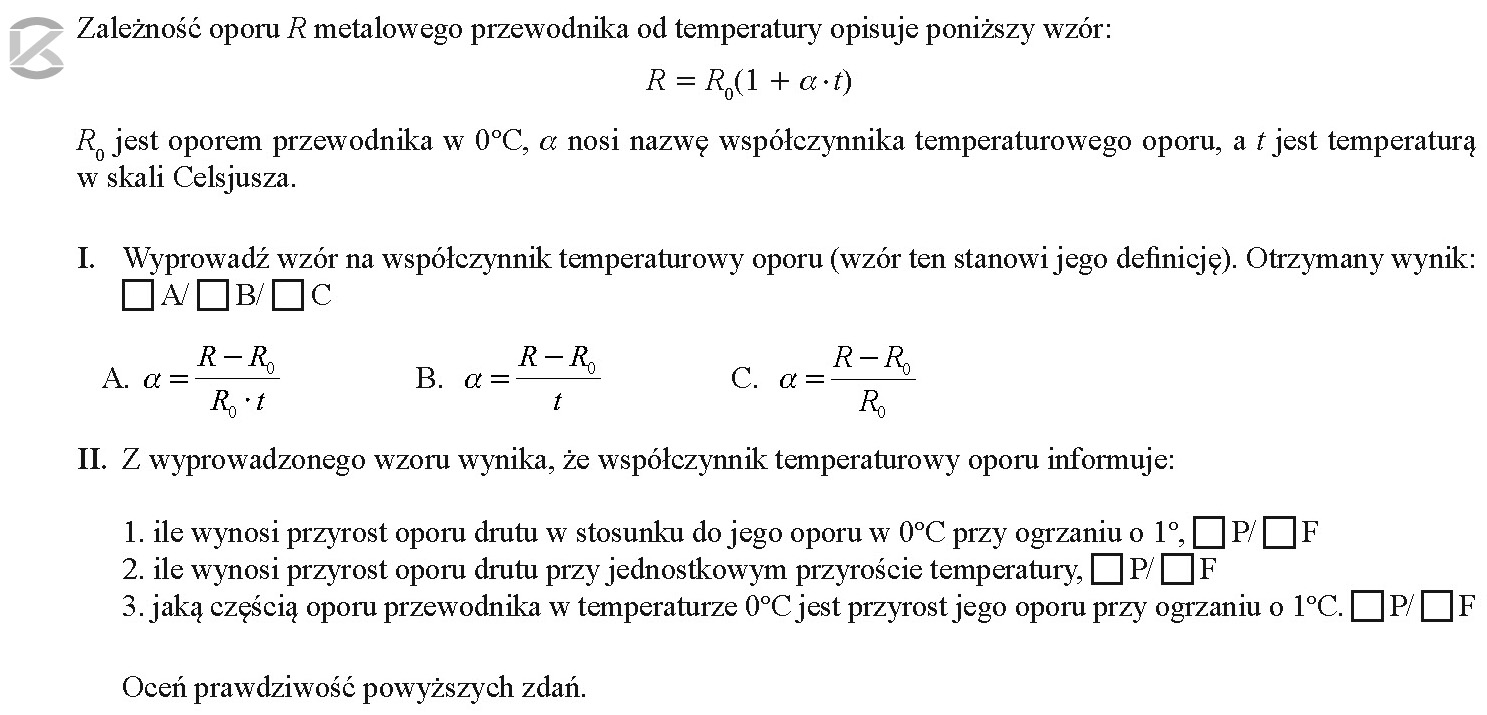 Zależność oporu R metalowego przewodnika od temperatury opisuje poniższy wzór:
R = R₀(1 + α · t)
R₀ jest oporem przewodnika w 0°C, α nosi nazwę współczynnika temperaturowego oporu, a t jest temperaturą
w skali Celsjusza.
I. Wyprowadź wzór na współczynnik temperaturowy oporu (wzór ten stanowi jego definicję). Otrzymany wynik:
☐ A/ ☐ B/ ☐ C
A. α = (R − R₀)/(R₀ · t) B. α = (R − R₀)/t C. α = (R − R₀)/R₀
II. Z wyprowadzonego wzoru wynika, że współczynnik temperaturowy oporu informuje:
1. ile wynosi przyrost oporu drutu w stosunku do jego oporu w 0°C przy ogrzaniu o 1°, ☐ P/ ☐ F
2. ile wynosi przyrost oporu drutu przy jednostkowym przyroście temperatury, ☐ P/ ☐ F
3. jaką częścią oporu przewodnika w temperaturze 0°C jest przyrost jego oporu przy ogrzaniu o 1°C. ☐ P/ ☐ F
Oceń prawdziwość powyższych zdań.